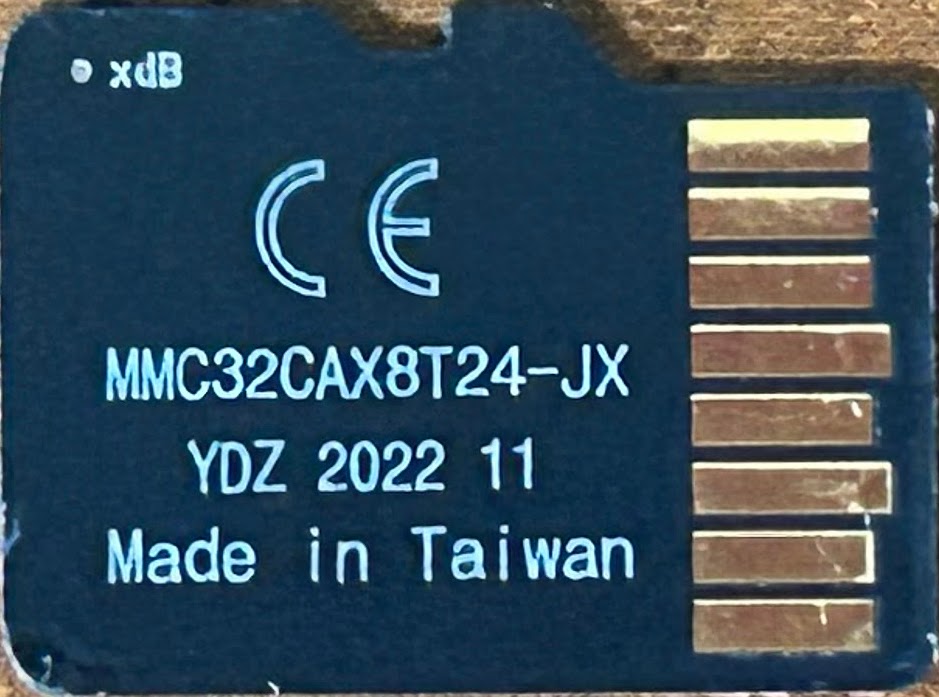 xdB
CE
MMC32CAX8T24-JX
YDZ 2022 11
Made in Taiwan